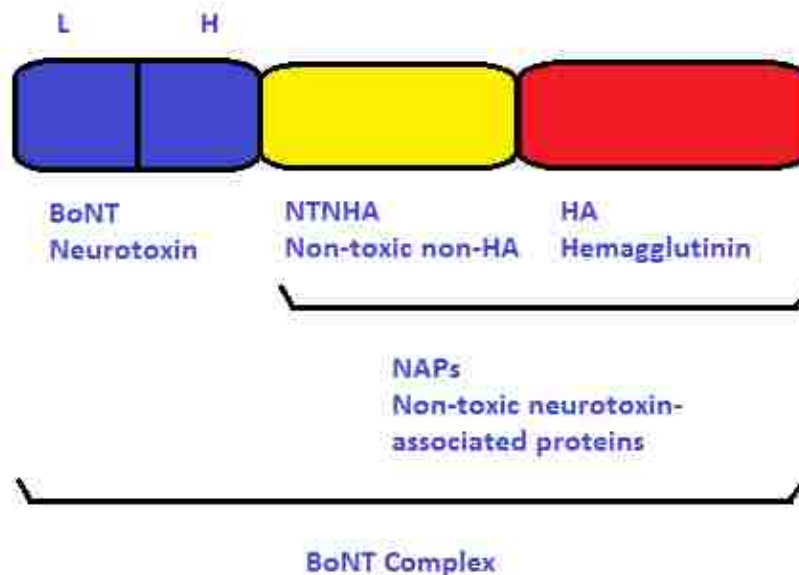 L H
BoNT
Neurotoxin
NTNHA
Non-toxic non-HA
HA
Hemagglutinin
NAPs
Non-toxic neurotoxin-
associated proteins
BoNT Complex